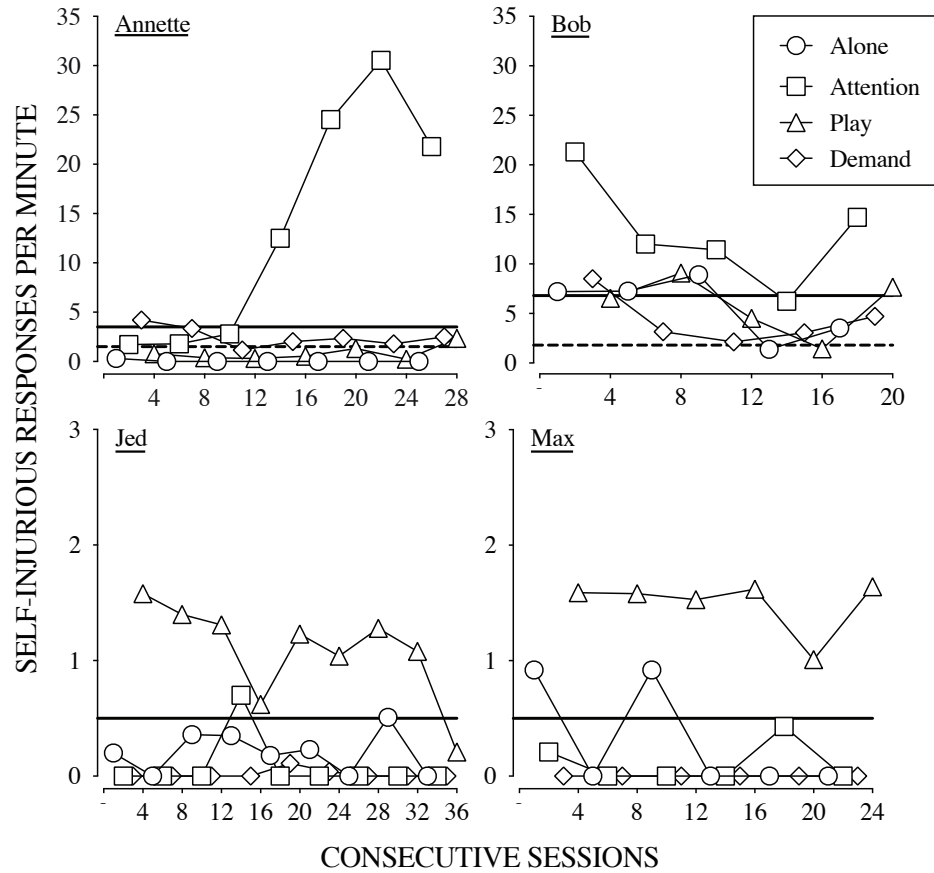 SELF-INJURIOUS RESPONSES PER MINUTE
Annette
35
30
25
20
15
10
5
0
4 8 12 16 20 24 28
Bob
35
30
25
20
15
10
5
0
- 4 8 12 16 20
Alone
Attention
Play
Demand
Jed
3
2
1
0
- 4 8 12 16 20 24 28 32 36
Max
3
2
1
0
- 4 8 12 16 20 24
CONSECUTIVE SESSIONS